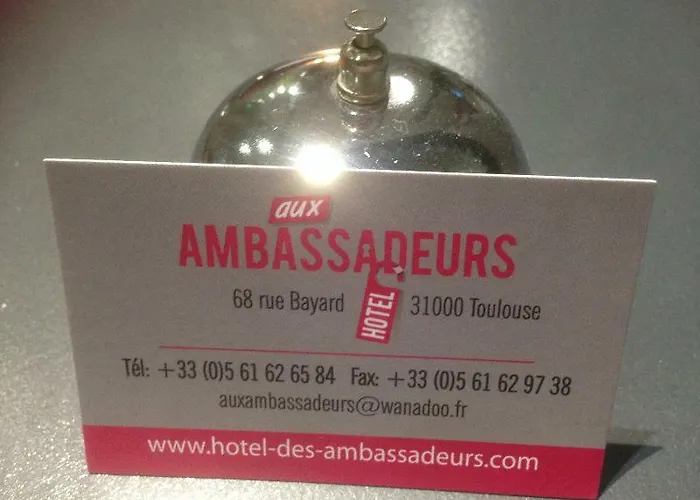 aux
AMBASSADEURS
68 rue Bayard HOTEL 31000 Toulouse
Tél: +33 (0)5 61 62 65 84 Fax: +33 (0)5 61 62 97 38
auxambassadeurs@wanadoo.fr
www.hotel-des-ambassadeurs.com